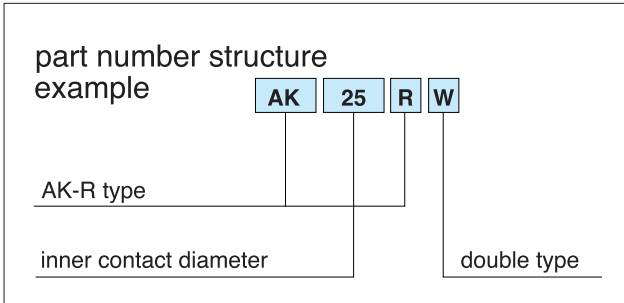 part number structure
example
AK 25 R W
AK-R type
inner contact diameter
double type